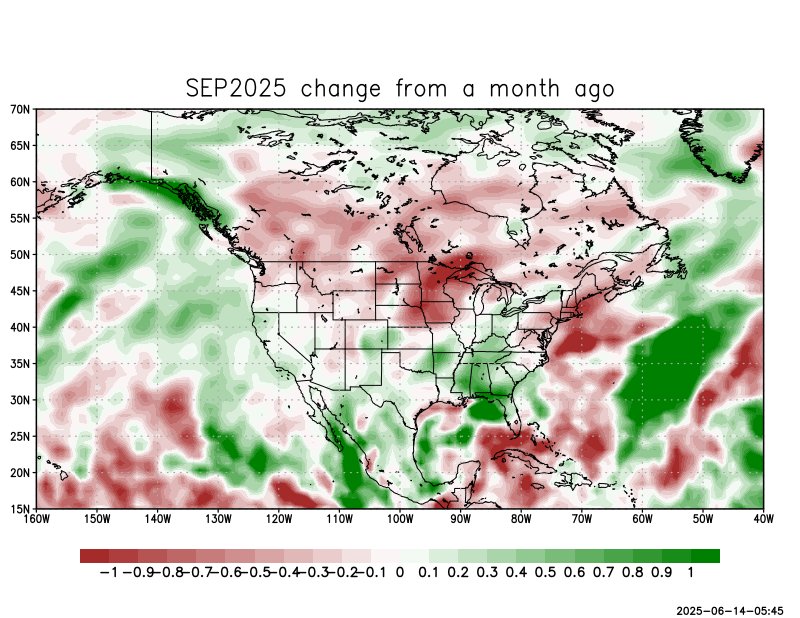 SEP2025 change from a month ago
70N
65N
60N
55N
50N
45N
40N
35N
30N
25N
20N
15N
160W 150W 140W 130W 120W 110W 100W 90W 80W 70W 60W 50W 40W
−1 −0.9 −0.8 −0.7 −0.6 −0.5 −0.4 −0.3 −0.2 −0.1 0 0.1 0.2 0.3 0.4 0.5 0.6 0.7 0.8 0.9 1
2025-06-14-05:45